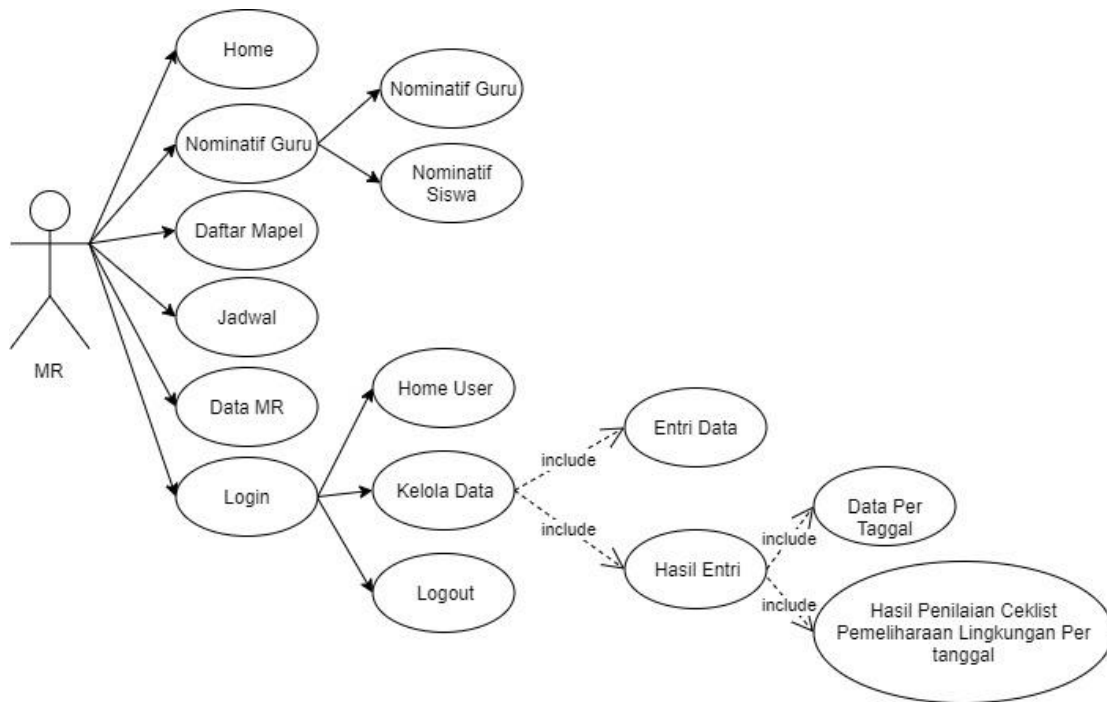 Home
Nominatif Guru
Nominatif Guru
Nominatif
Siswa
Daftar Mapel
Jadwal
MR
Data MR
Login
Home User
Kelola Data
Logout
include
include
Entri Data
Hasil Entri
include
include
Data Per
Taggal
Hasil Penilaian Ceklist
Pemeliharaan Lingkungan Per
tanggal